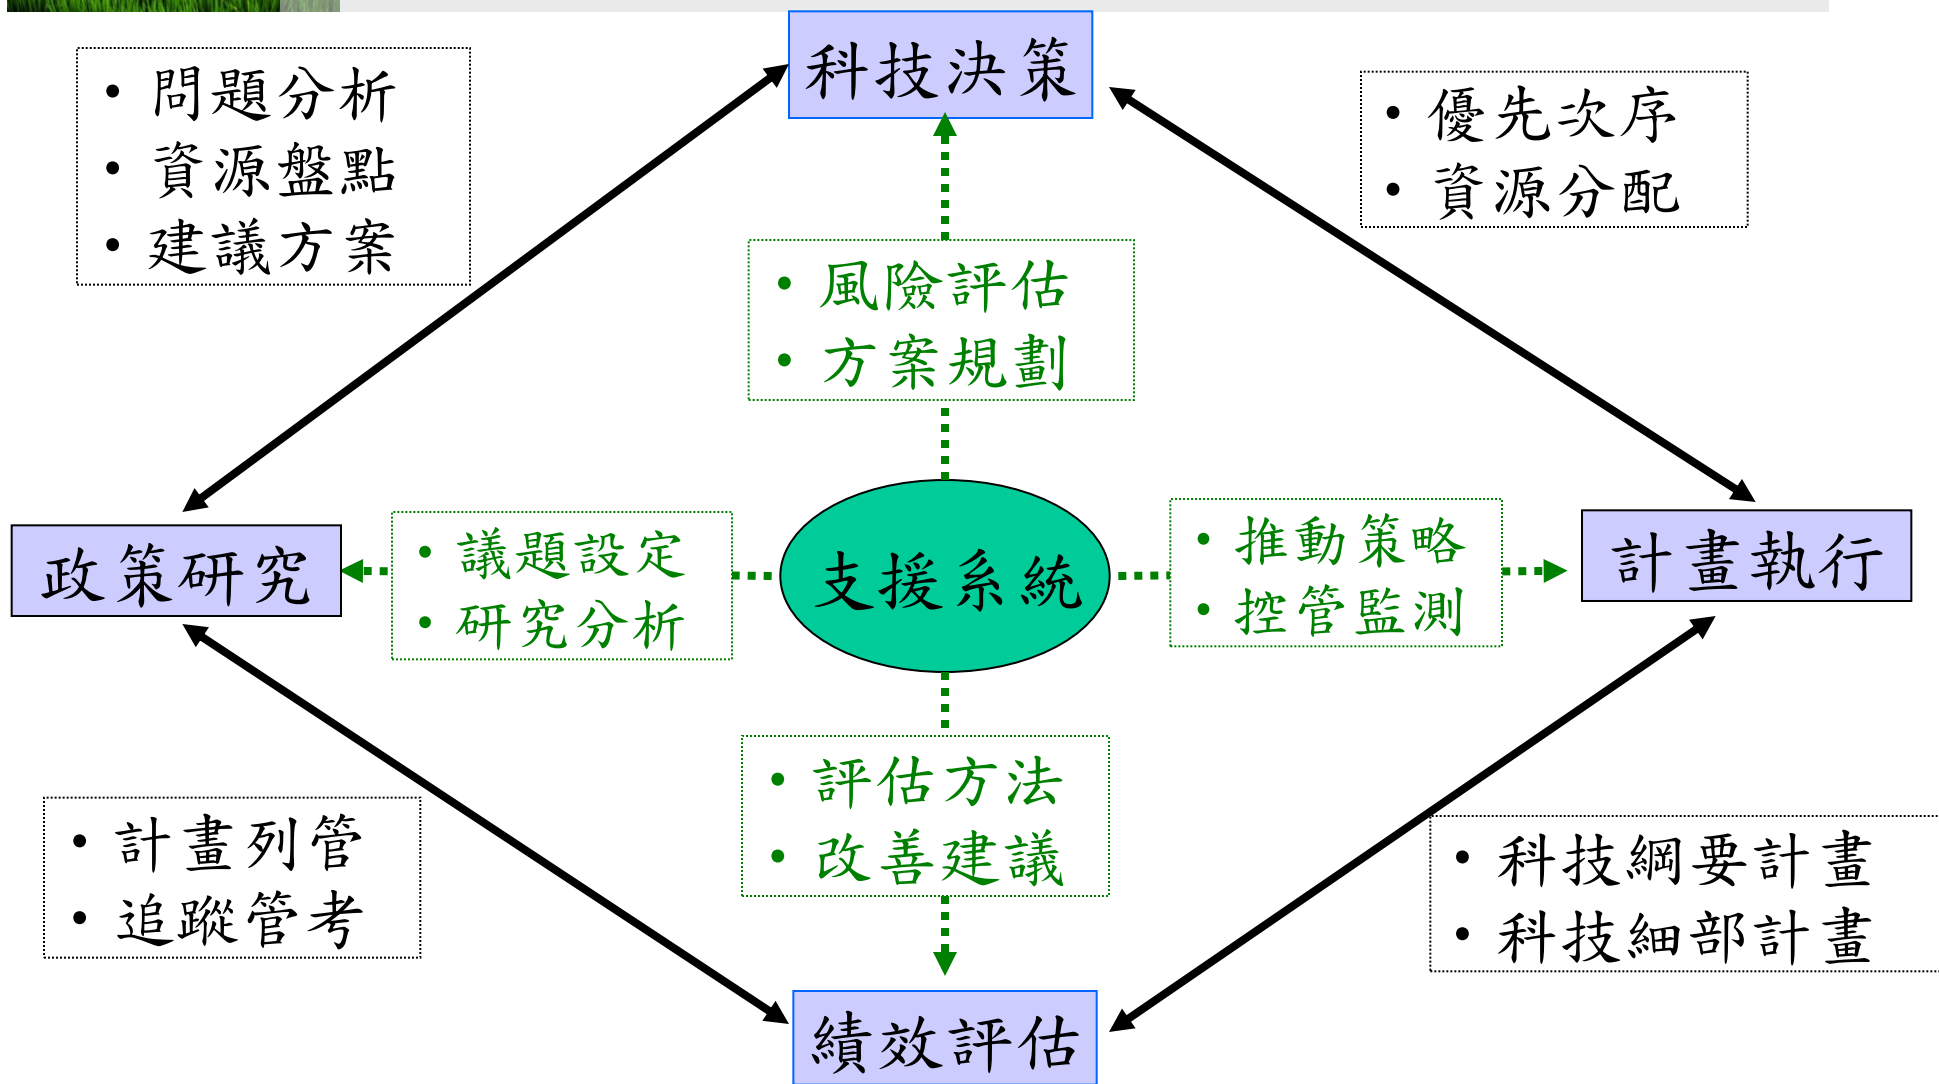 科技決策
• 問題分析
• 資源盤點
• 建議方案
• 優先次序
• 資源分配
• 風險評估
• 方案規劃
政策研究
• 議題設定
• 研究分析
支援系統
• 推動策略
• 控管監測
計畫執行
• 評估方法
• 改善建議
• 計畫列管
• 追蹤管考
• 科技綱要計畫
• 科技細部計畫
績效評估